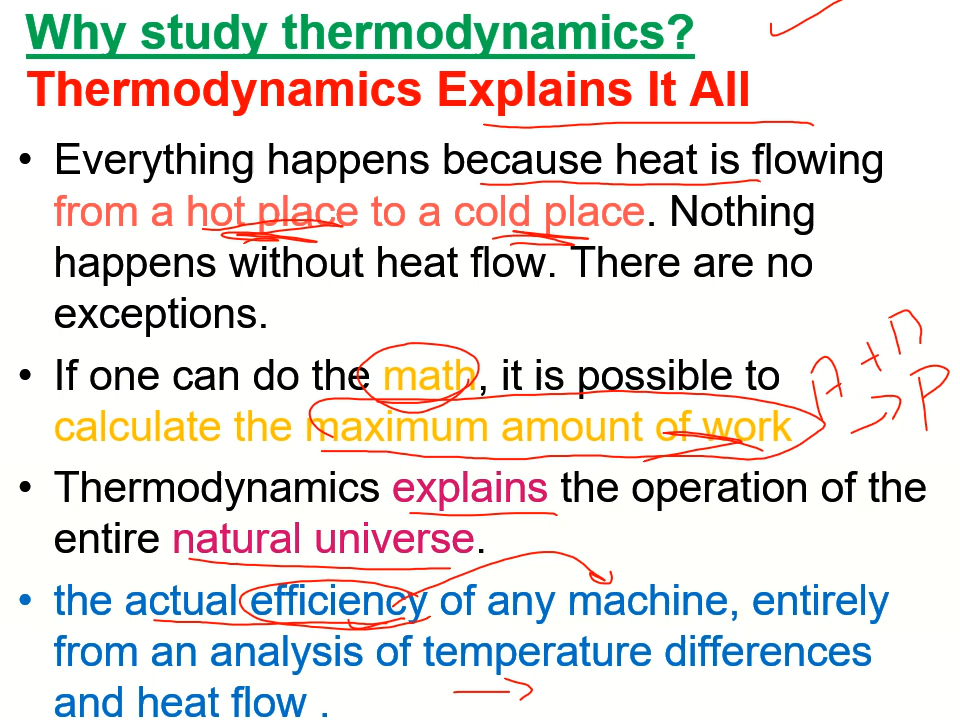 Why study thermodynamics?
Thermodynamics Explains It All
• Everything happens because heat is flowing
from a hot place to a cold place. Nothing
happens without heat flow. There are no
exceptions.
• If one can do the math, it is possible to
calculate the maximum amount of work
• Thermodynamics explains the operation of the
entire natural universe.
• the actual efficiency of any machine, entirely
from an analysis of temperature differences
and heat flow .